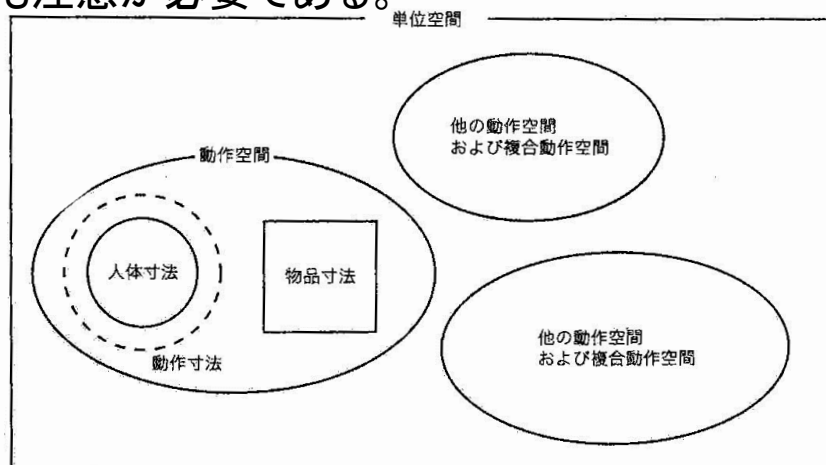 も注意が必要である。
単位空間
他の動作空間
および複合動作空間
動作空間
人体寸法
物品寸法
動作寸法
他の動作空間
および複合動作空間